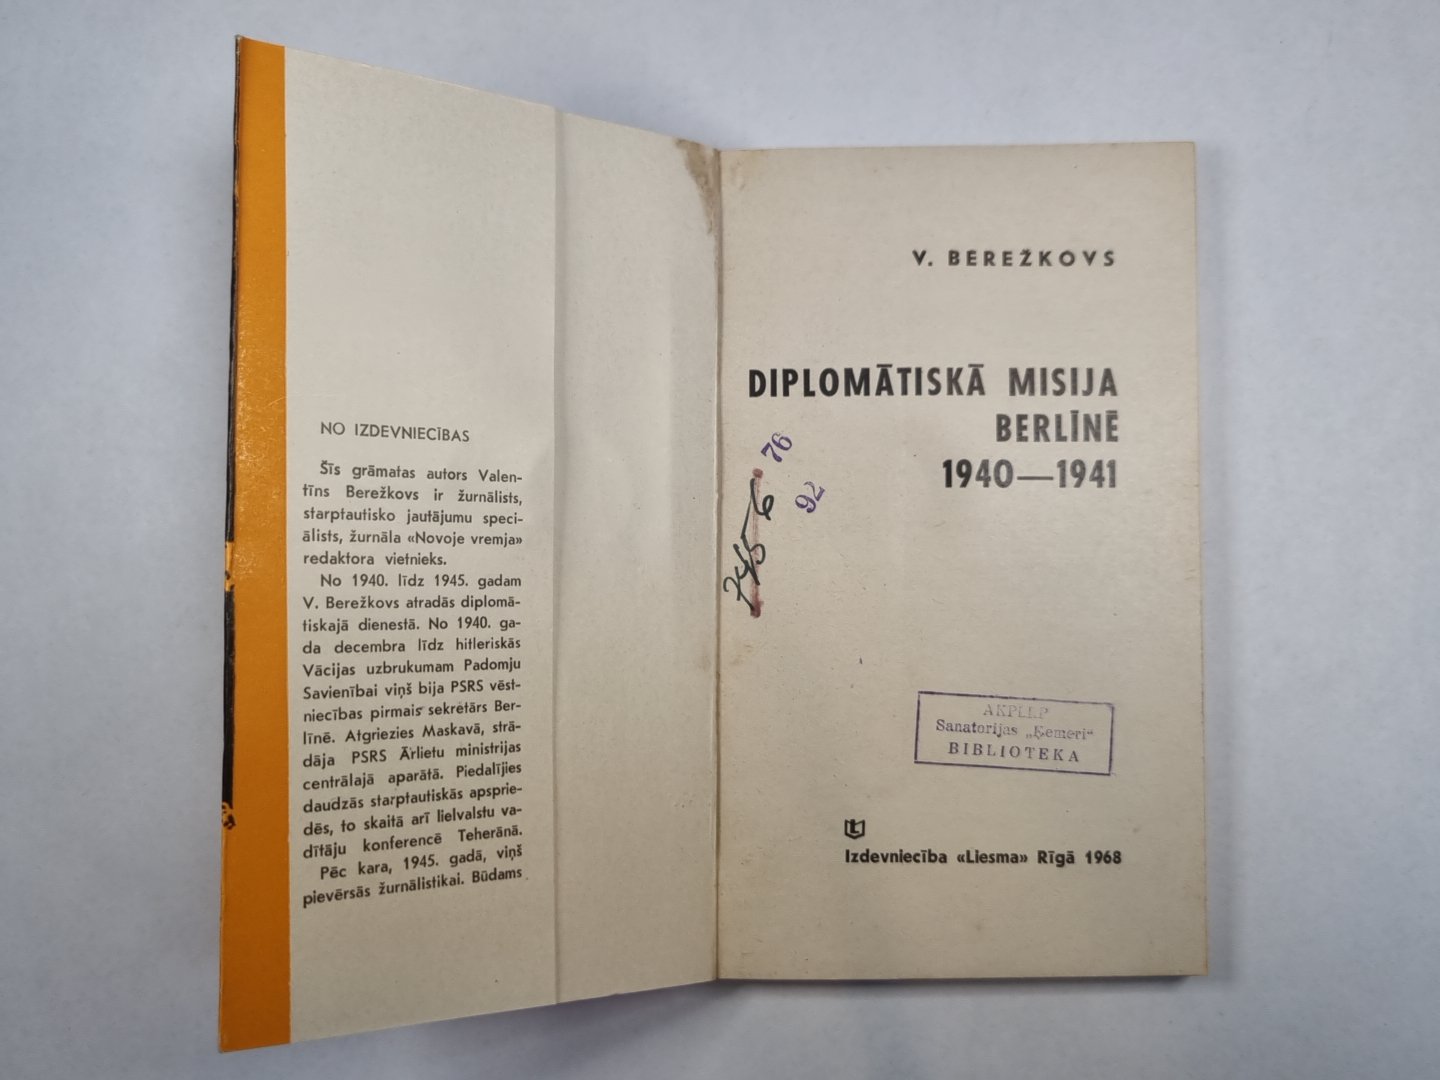 NO IZDEVNIECĪBAS
Šīs grāmatas autors Valen-
tīns Berežkovs ir žurnālists,
starptautisko jautājumu speci-
ālists, žurnāla «Novoje vremja»
redaktora vietnieks.
No 1940. līdz 1945. gadam
V. Berežkovs atradās diplomā-
tiskajā dienestā. No 1940. ga-
da decembra līdz hitleriskās
Vācijas uzbrukumam Padomju
Savienībai viņš bija PSRS vēst-
niecības pirmais sekretārs Ber-
līnē. Atgriezies Maskavā, strā-
dāja PSRS Ārlietu ministrijas
centrālajā aparātā. Piedalījies
daudzās starptautiskās apsprie-
dēs, to skaitā arī lielvalstu va-
dītāju konferencē Teherānā.
Pēc kara, 1945. gadā, viņš
pievērsās žurnālistikai. Būdams
V. BEREŽKOVS
DIPLOMĀTISKĀ MISIJA
BERLĪNĒ
1940—1941
76
92
Sanatorijas „Ķemeri“
BIBLIOTEKA
Izdevniecība «Liesma» Rīgā 1968